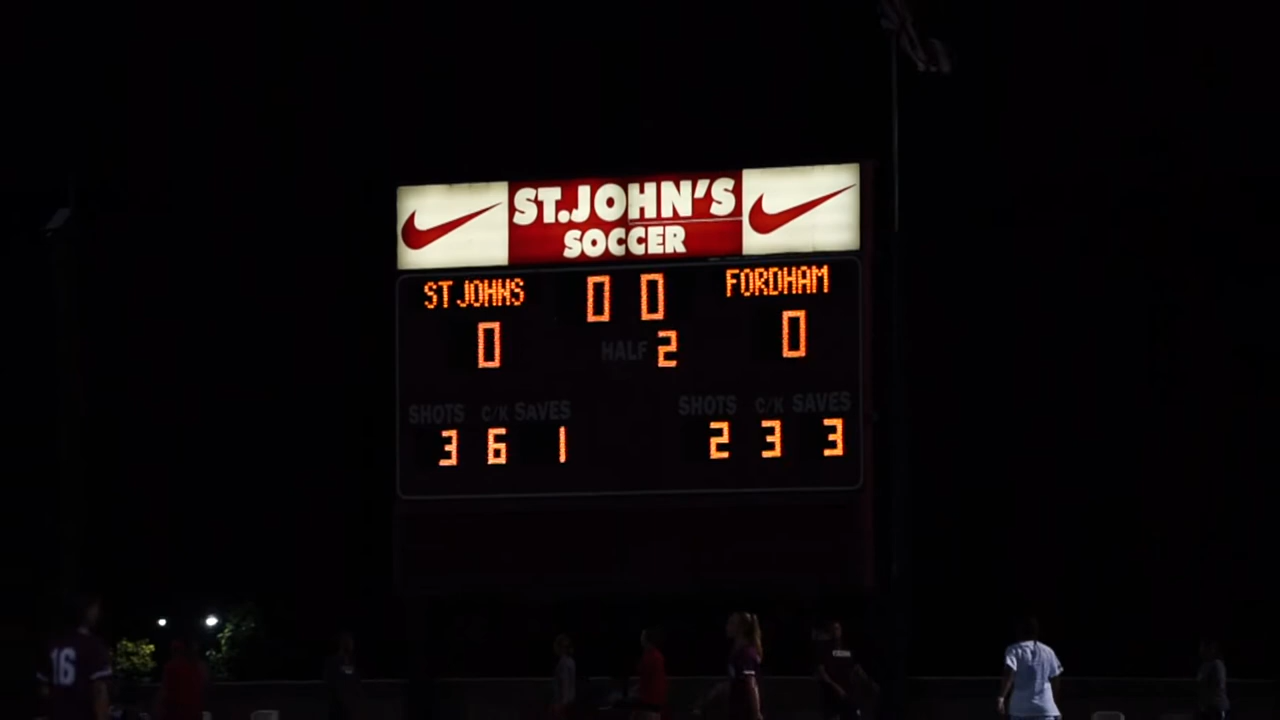 ST. JOHN'S
SOCCER
ST JOHNS 0 0 FORDHAM
0 HALF 2 0
SHOTS C/K SAVES SHOTS C/K SAVES
3 6 1 2 3 3
16